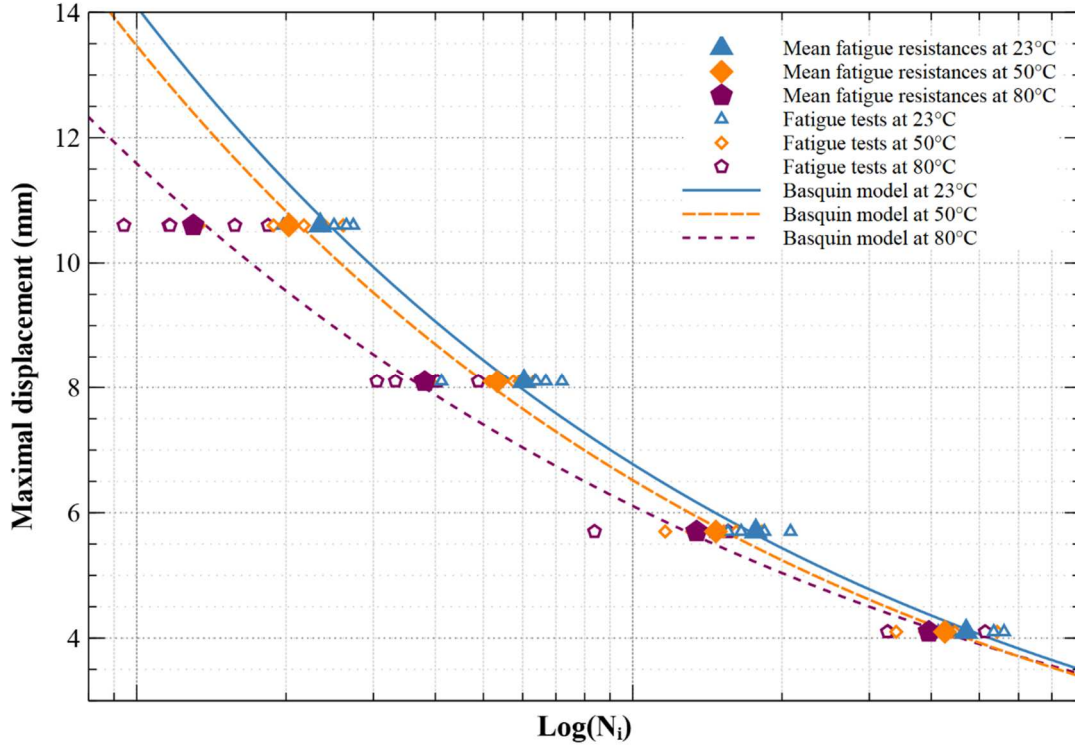 14
12
10
8
6
4
Maximal displacement (mm)
Log(Nᵢ)
Mean fatigue resistances at 23°C
Mean fatigue resistances at 50°C
Mean fatigue resistances at 80°C
Fatigue tests at 23°C
Fatigue tests at 50°C
Fatigue tests at 80°C
Basquin model at 23°C
Basquin model at 50°C
Basquin model at 80°C